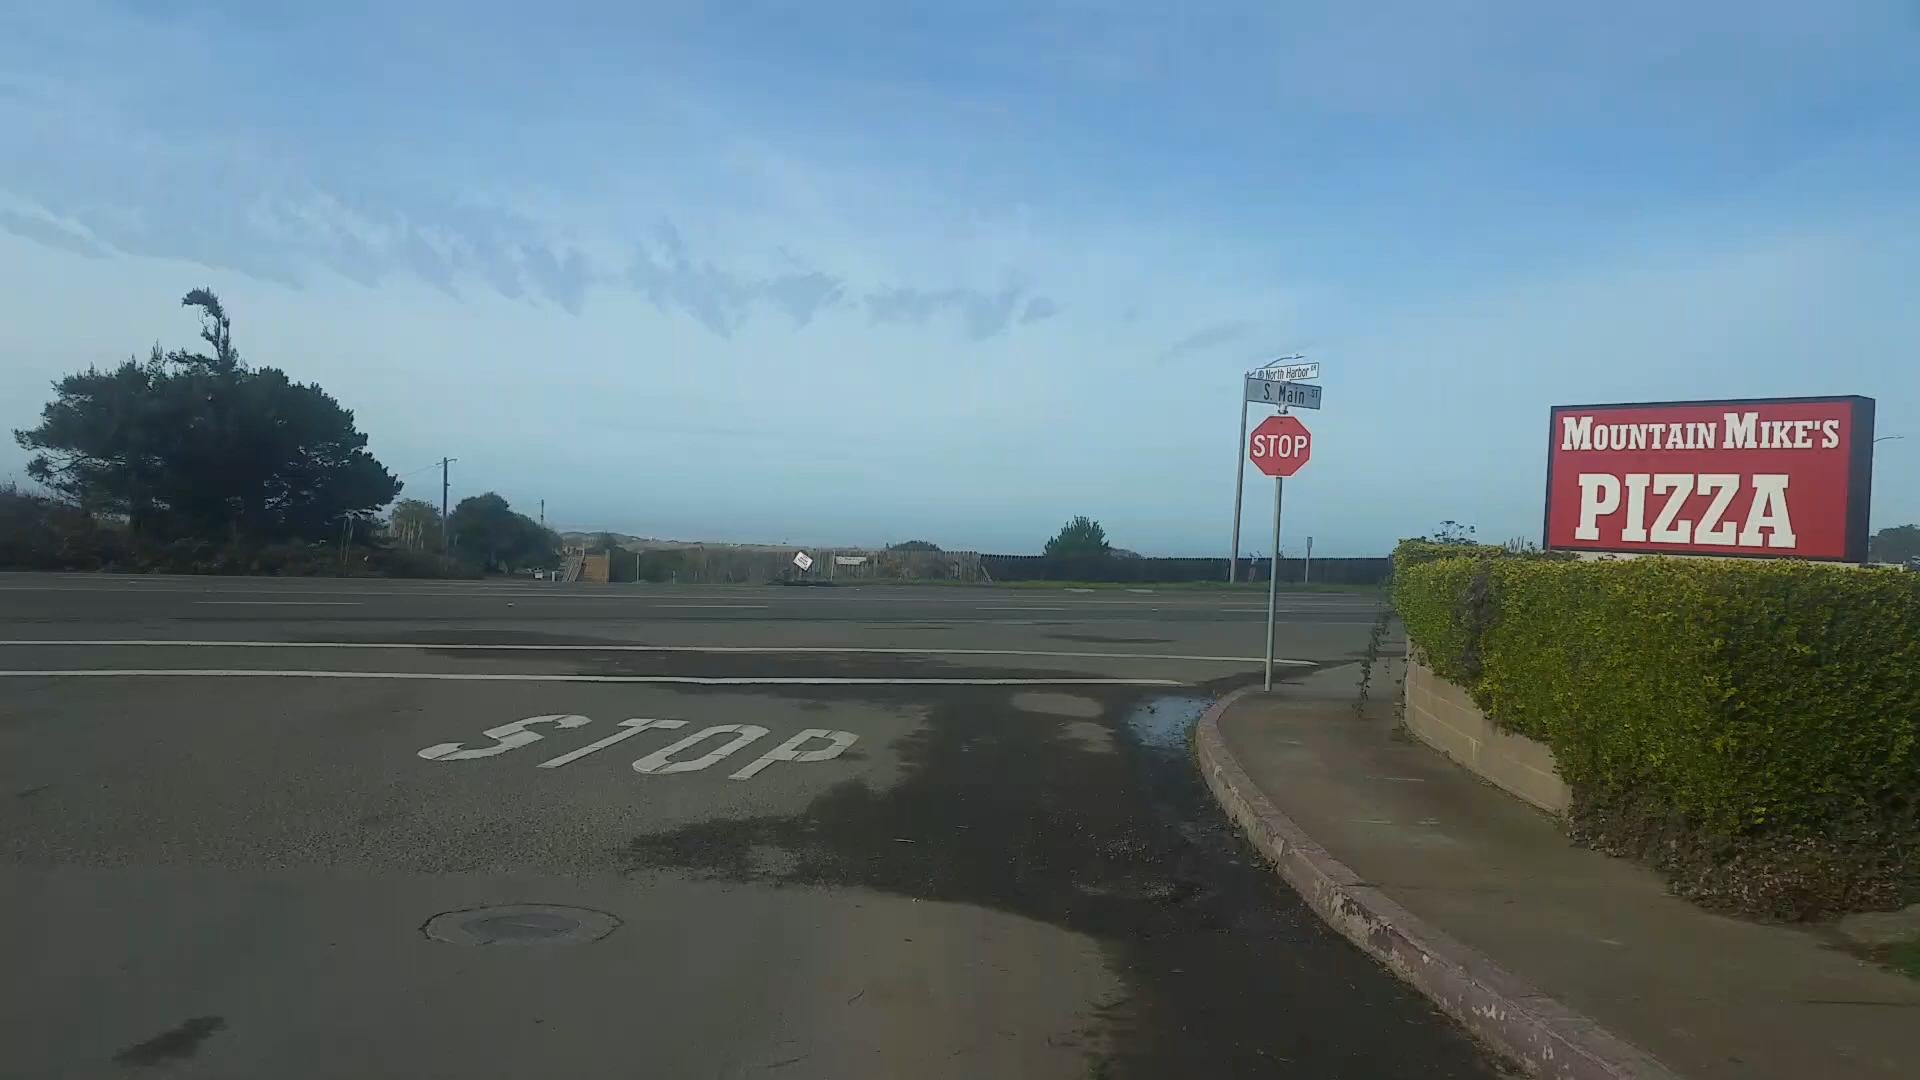 North Harbor DR
S. Main ST
STOP
MOUNTAIN MIKE'S
PIZZA
STOP